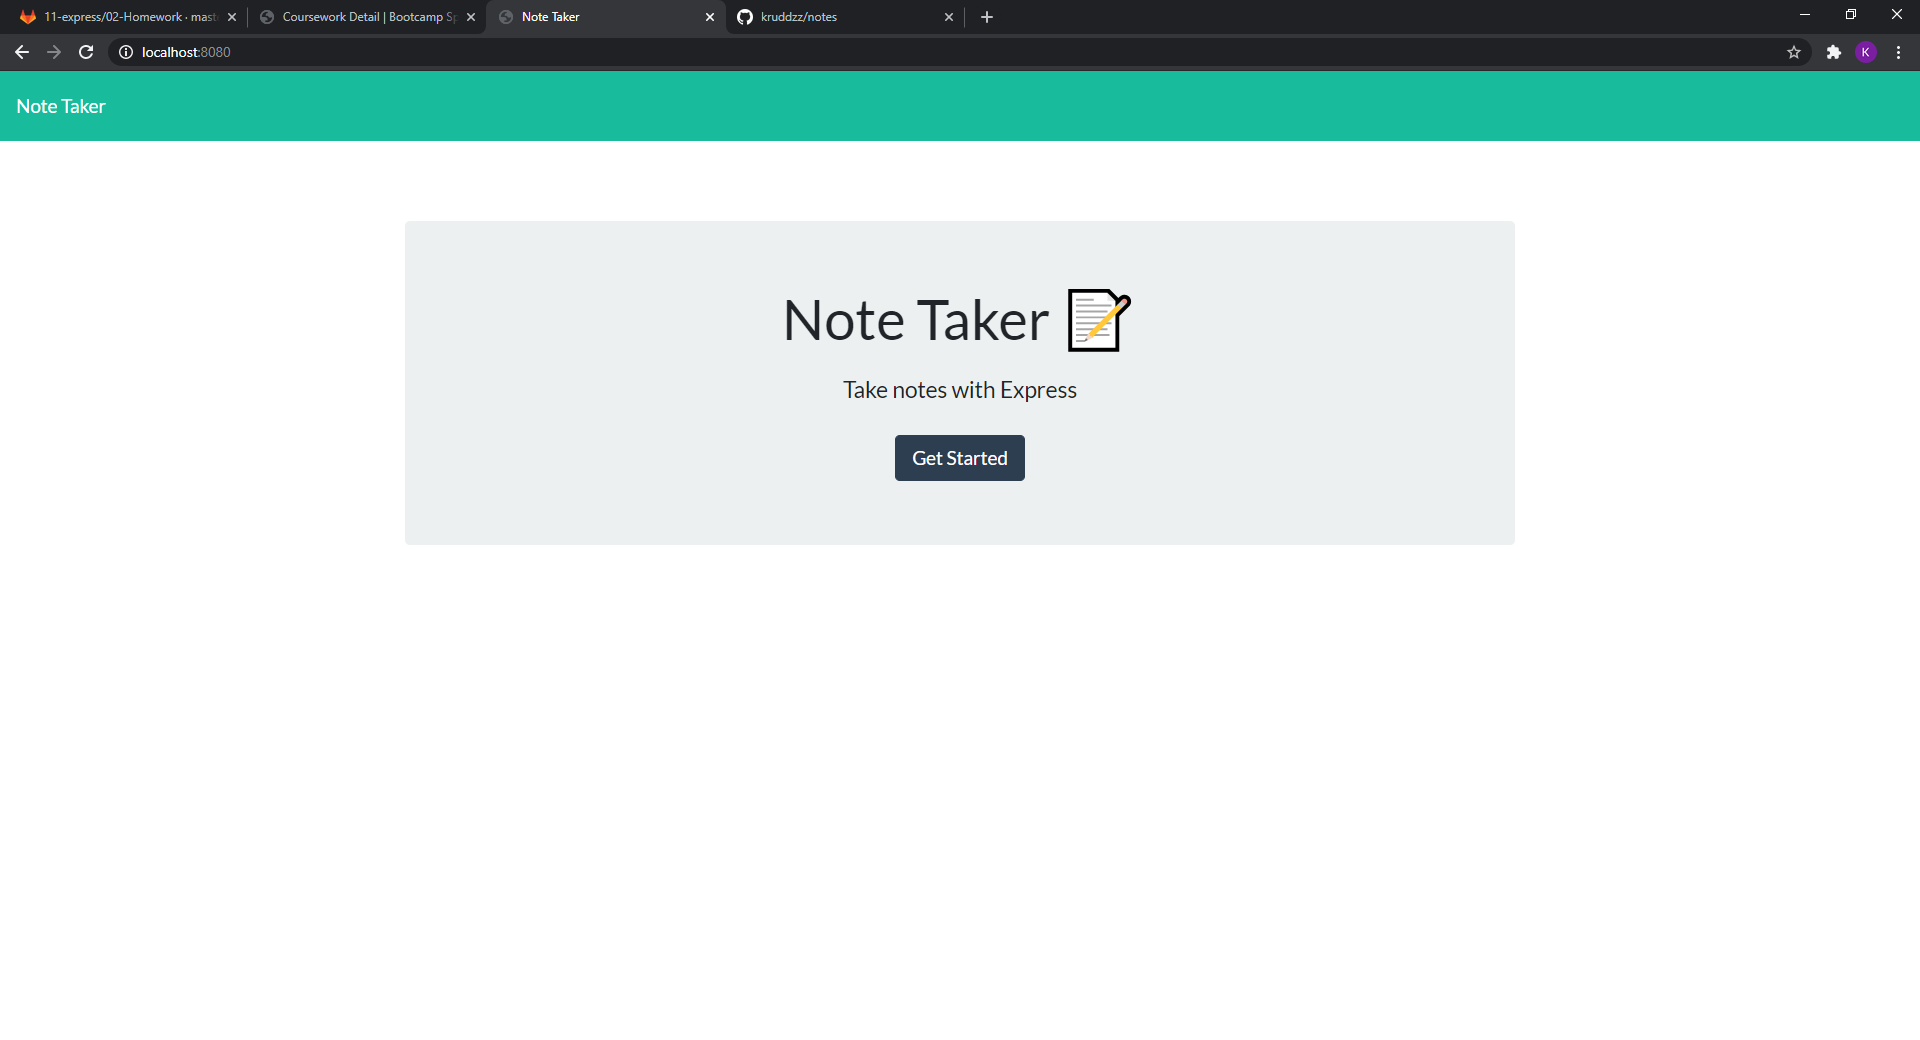 11-express/02-Homework · mast
Coursework Detail | Bootcamp Sp
Note Taker
kruddzz/notes
localhost:8080
K
Note Taker
Note Taker
Take notes with Express
Get Started